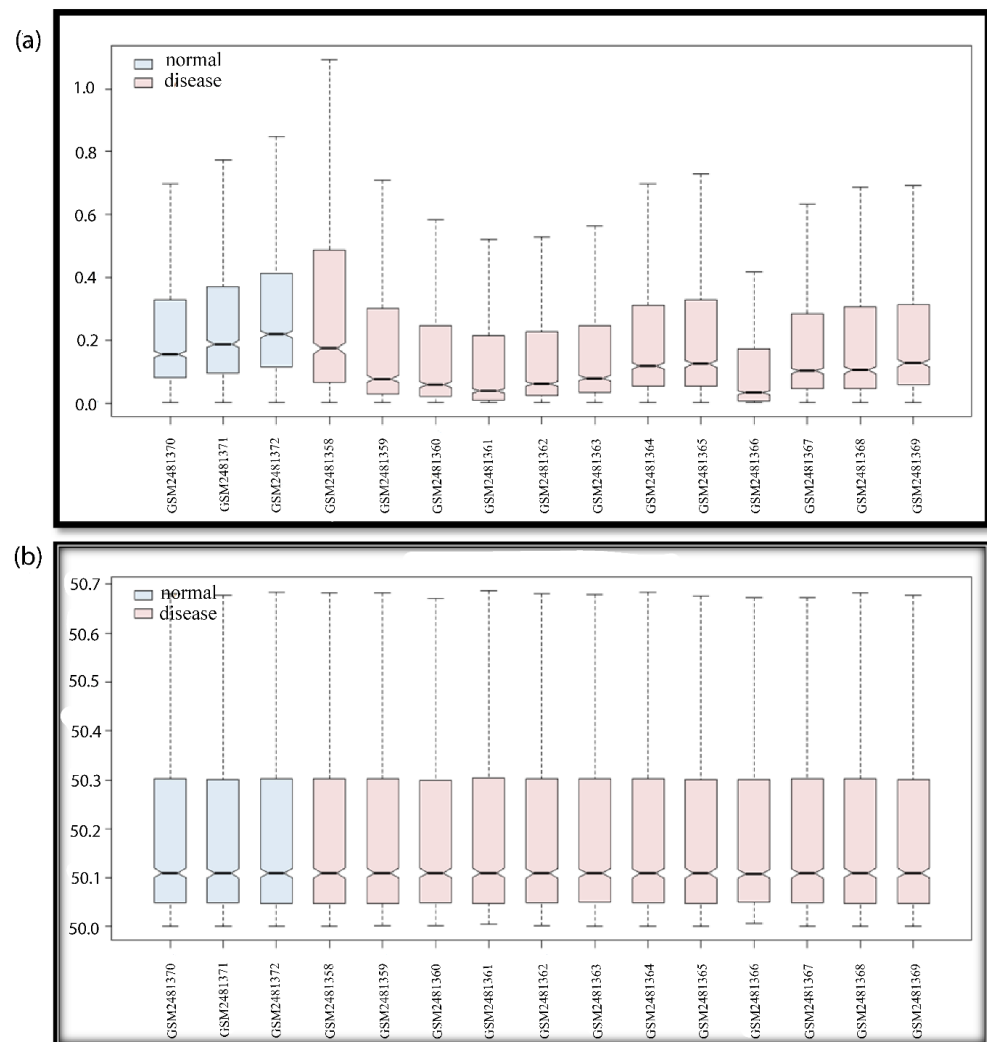 (a)
normal
disease
1.0
0.8
0.6
0.4
0.2
0.0
GSM2481370
GSM2481371
GSM2481372
GSM2481358
GSM2481359
GSM2481360
GSM2481361
GSM2481362
GSM2481363
GSM2481364
GSM2481365
GSM2481366
GSM2481367
GSM2481368
GSM2481369
(b)
50.7
normal
disease
50.6
50.5
50.4
50.3
50.2
50.1
50.0
GSM2481370
GSM2481371
GSM2481372
GSM2481358
GSM2481359
GSM2481360
GSM2481361
GSM2481362
GSM2481363
GSM2481364
GSM2481365
GSM2481366
GSM2481367
GSM2481368
GSM2481369